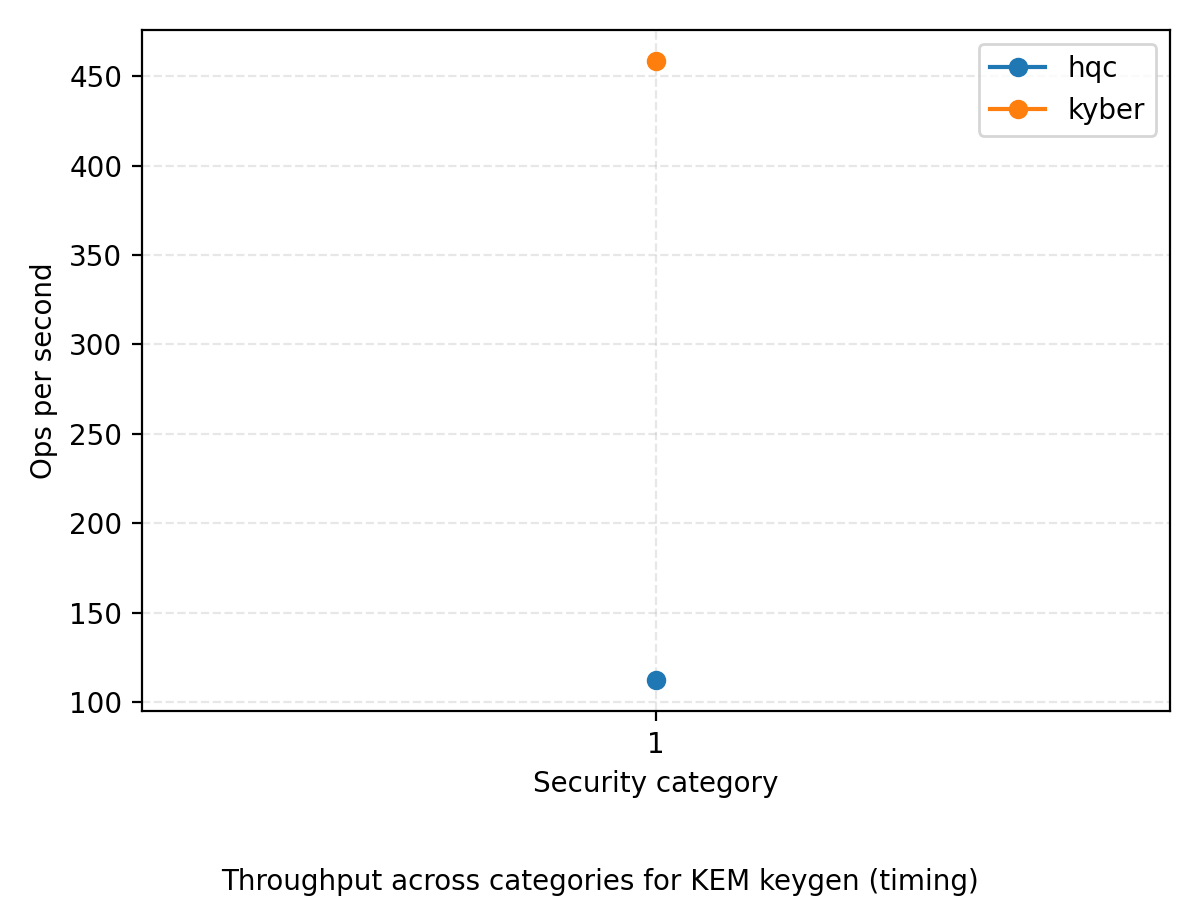 450
400
350
300
250
200
150
100
Ops per second
hqc
kyber
1
Security category
Throughput across categories for KEM keygen (timing)